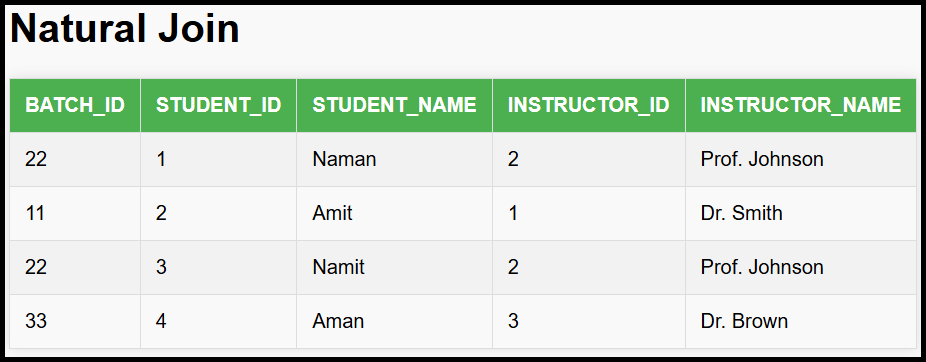 Natural Join
BATCH_ID STUDENT_ID STUDENT_NAME INSTRUCTOR_ID INSTRUCTOR_NAME
22 1 Naman 2 Prof. Johnson
11 2 Amit 1 Dr. Smith
22 3 Namit 2 Prof. Johnson
33 4 Aman 3 Dr. Brown